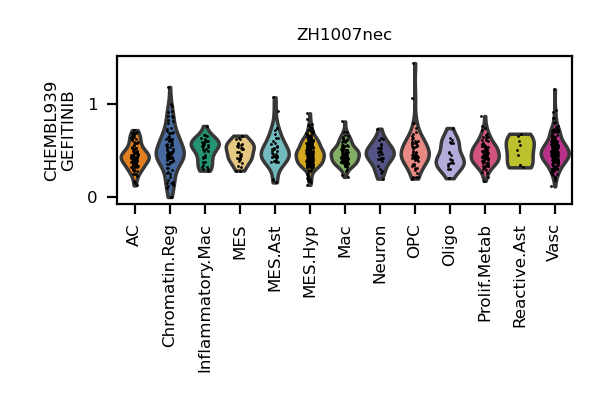 ZH1007nec
CHEMBL939
GEFITINIB
1
0
AC
Chromatin.Reg
Inflammatory.Mac
MES
MES.Ast
MES.Hyp
Mac
Neuron
OPC
Oligo
Prolif.Metab
Reactive.Ast
Vasc